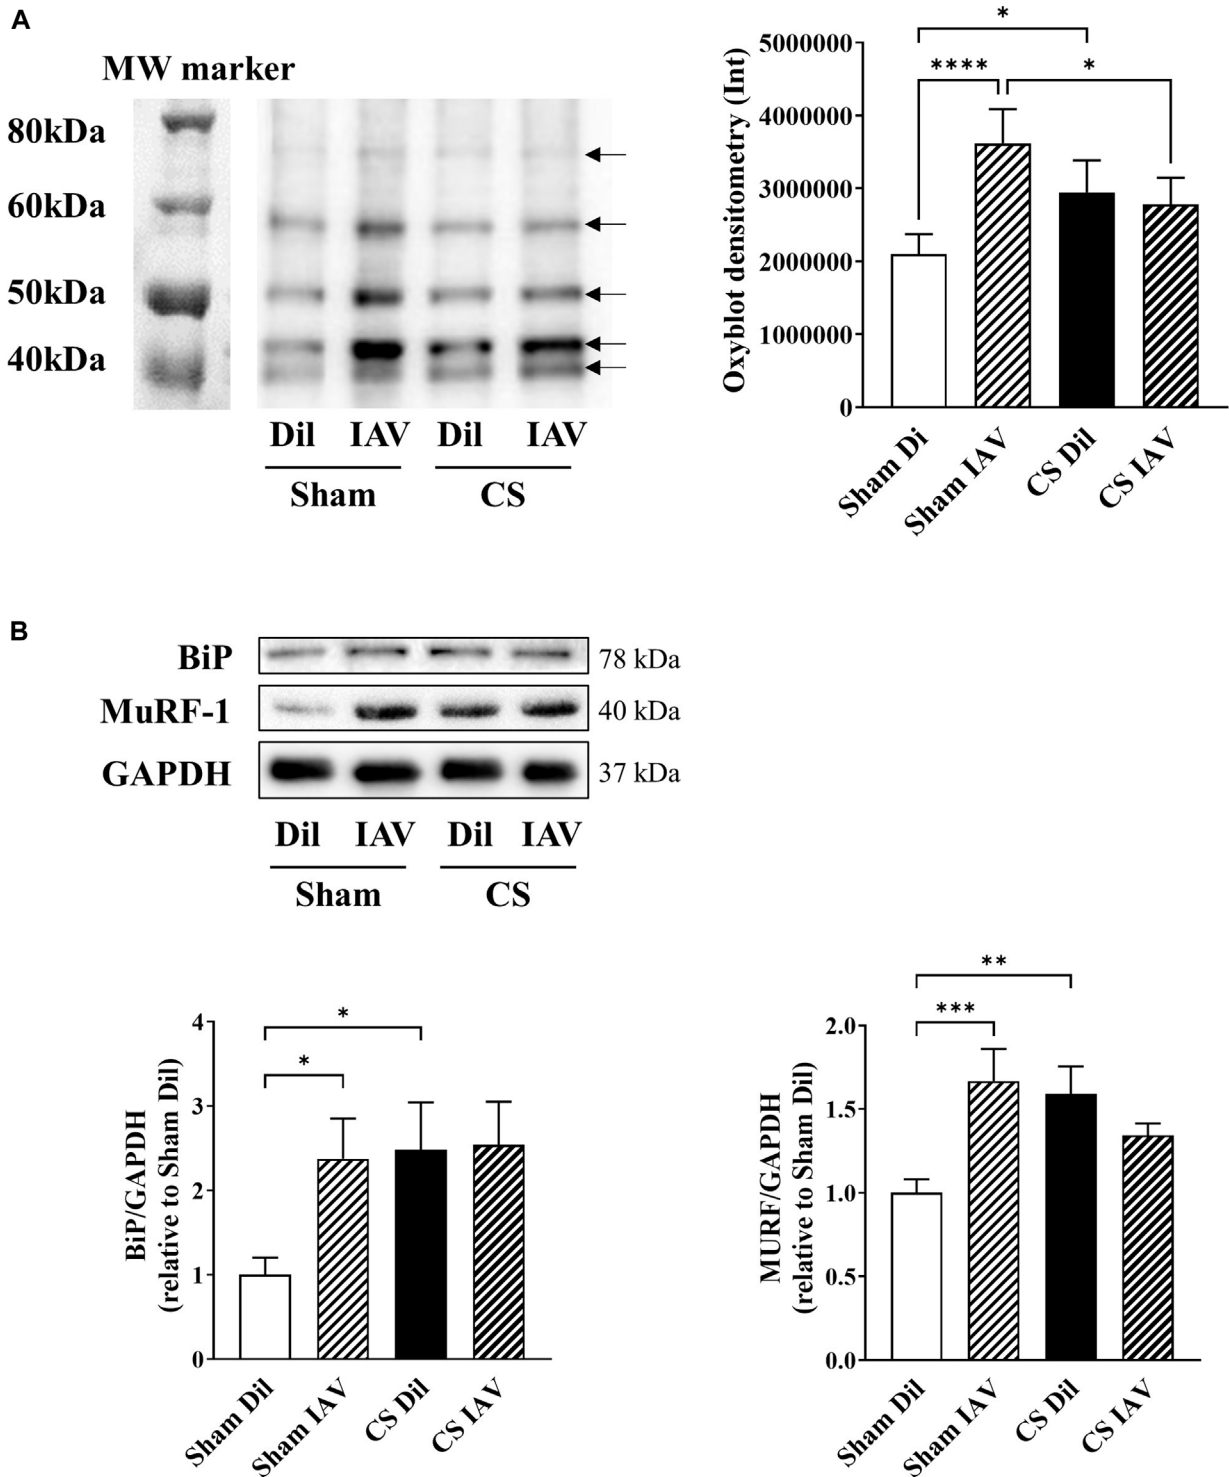 A
MW marker
80kDa
60kDa
50kDa
40kDa
Dil IAV Dil IAV
Sham CS
Oxyblot densitometry (Int)
5000000
4000000
3000000
2000000
1000000
0
*
**** *
Sham Di
Sham IAV
CS Dil
CS IAV
B
BiP 78 kDa
MuRF-1 40 kDa
GAPDH 37 kDa
Dil IAV Dil IAV
Sham CS
BiP/GAPDH
(relative to Sham Dil)
4
3
2
1
0
*
*
Sham Dil
Sham IAV
CS Dil
CS IAV
MURF/GAPDH
(relative to Sham Dil)
2.0
1.5
1.0
0.5
0.0
**
***
Sham Dil
Sham IAV
CS Dil
CS IAV